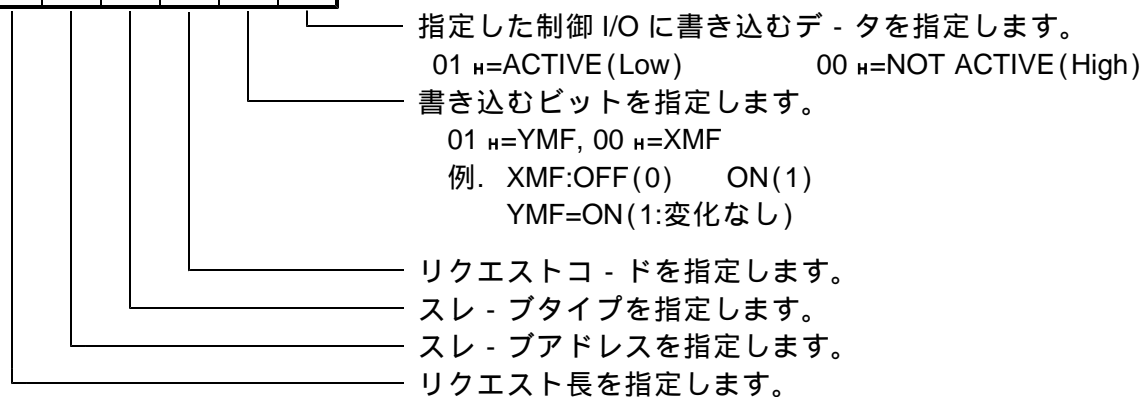 指定した制御 I/O に書き込むデ - タを指定します。
01 H=ACTIVE(Low) 00 H=NOT ACTIVE(High)
書き込むビットを指定します。
01 H=YMF, 00 H=XMF
例. XMF:OFF(0) ON(1)
YMF=ON(1:変化なし)
リクエストコ - ドを指定します。
スレ - ブタイプを指定します。
スレ - ブアドレスを指定します。
リクエスト長を指定します。